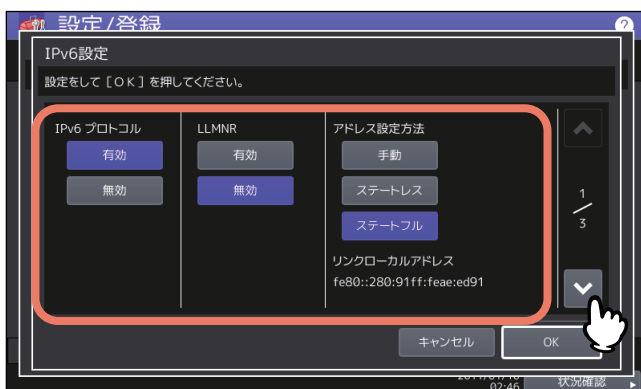 設定/登録
?
IPv6設定
設定をして［ＯＫ］を押してください。
IPv6 プロトコル
有効
無効
LLMNR
有効
無効
アドレス設定方法
手動
ステートレス
ステートフル
リンクローカルアドレス
fe80::280:91ff:feae:ed91
1
3
キャンセル
OK
02:46
状況確認